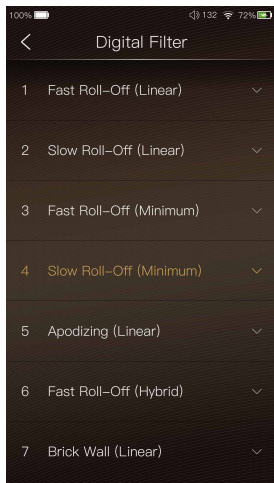 100% 132 72%
Digital Filter
1 Fast Roll-Off (Linear)
2 Slow Roll-Off (Linear)
3 Fast Roll-Off (Minimum)
4 Slow Roll-Off (Minimum)
5 Apodizing (Linear)
6 Fast Roll-Off (Hybrid)
7 Brick Wall (Linear)